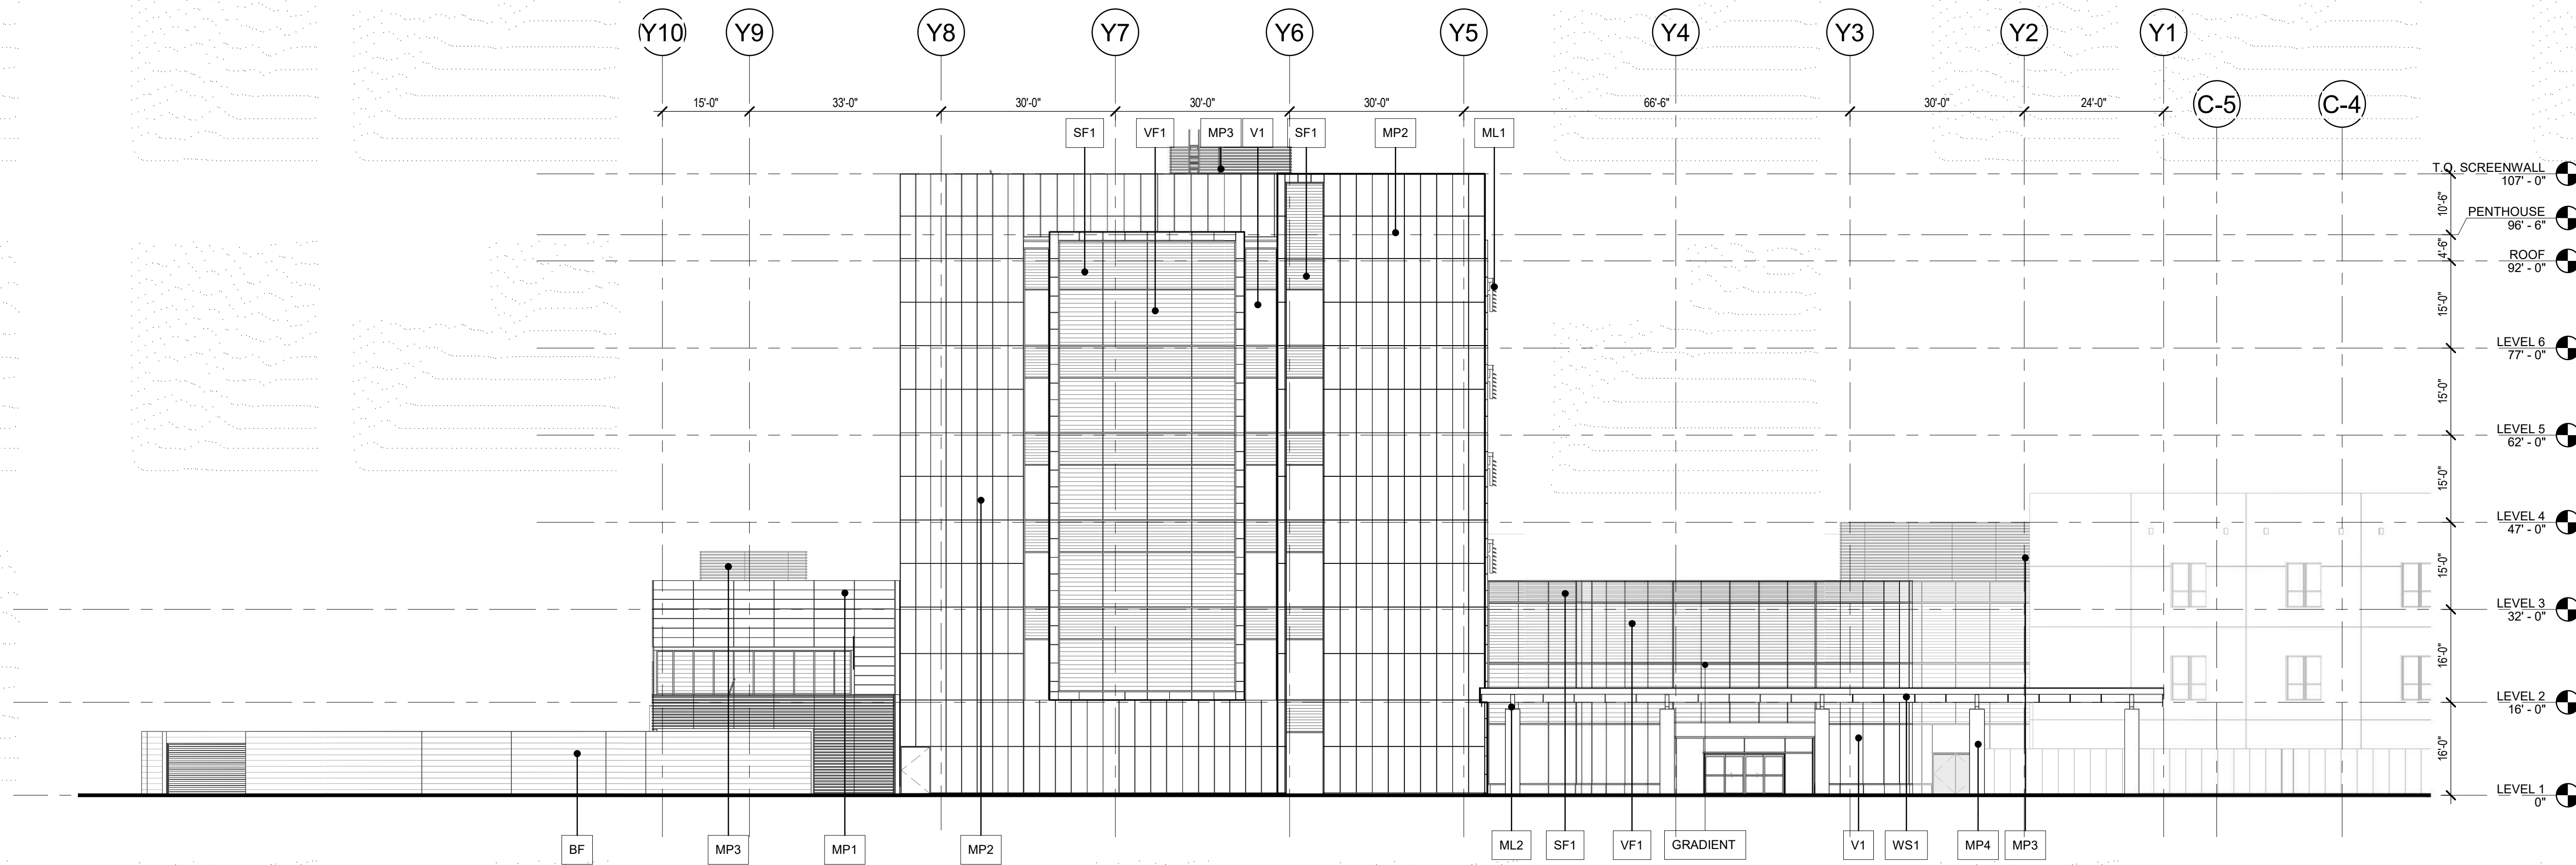 Y10 Y9 Y8 Y7 Y6 Y5 Y4 Y3 Y2 Y1
C-5 C-4
15'-0" 33'-0" 30'-0" 30'-0" 30'-0" 66'-6" 30'-0" 24'-0"
SF1 VF1 MP3 V1 SF1 MP2 ML1
T.O. SCREENWALL
107' - 0"
10'-6"
PENTHOUSE
96' - 6"
4'-6"
ROOF
92' - 0"
15'-0"
LEVEL 6
77' - 0"
15'-0"
LEVEL 5
62' - 0"
15'-0"
LEVEL 4
47' - 0"
15'-0"
LEVEL 3
32' - 0"
16'-0"
LEVEL 2
16' - 0"
16'-0"
LEVEL 1
0"
BF MP3 MP1 MP2 ML2 SF1 VF1 GRADIENT V1 WS1 MP4 MP3